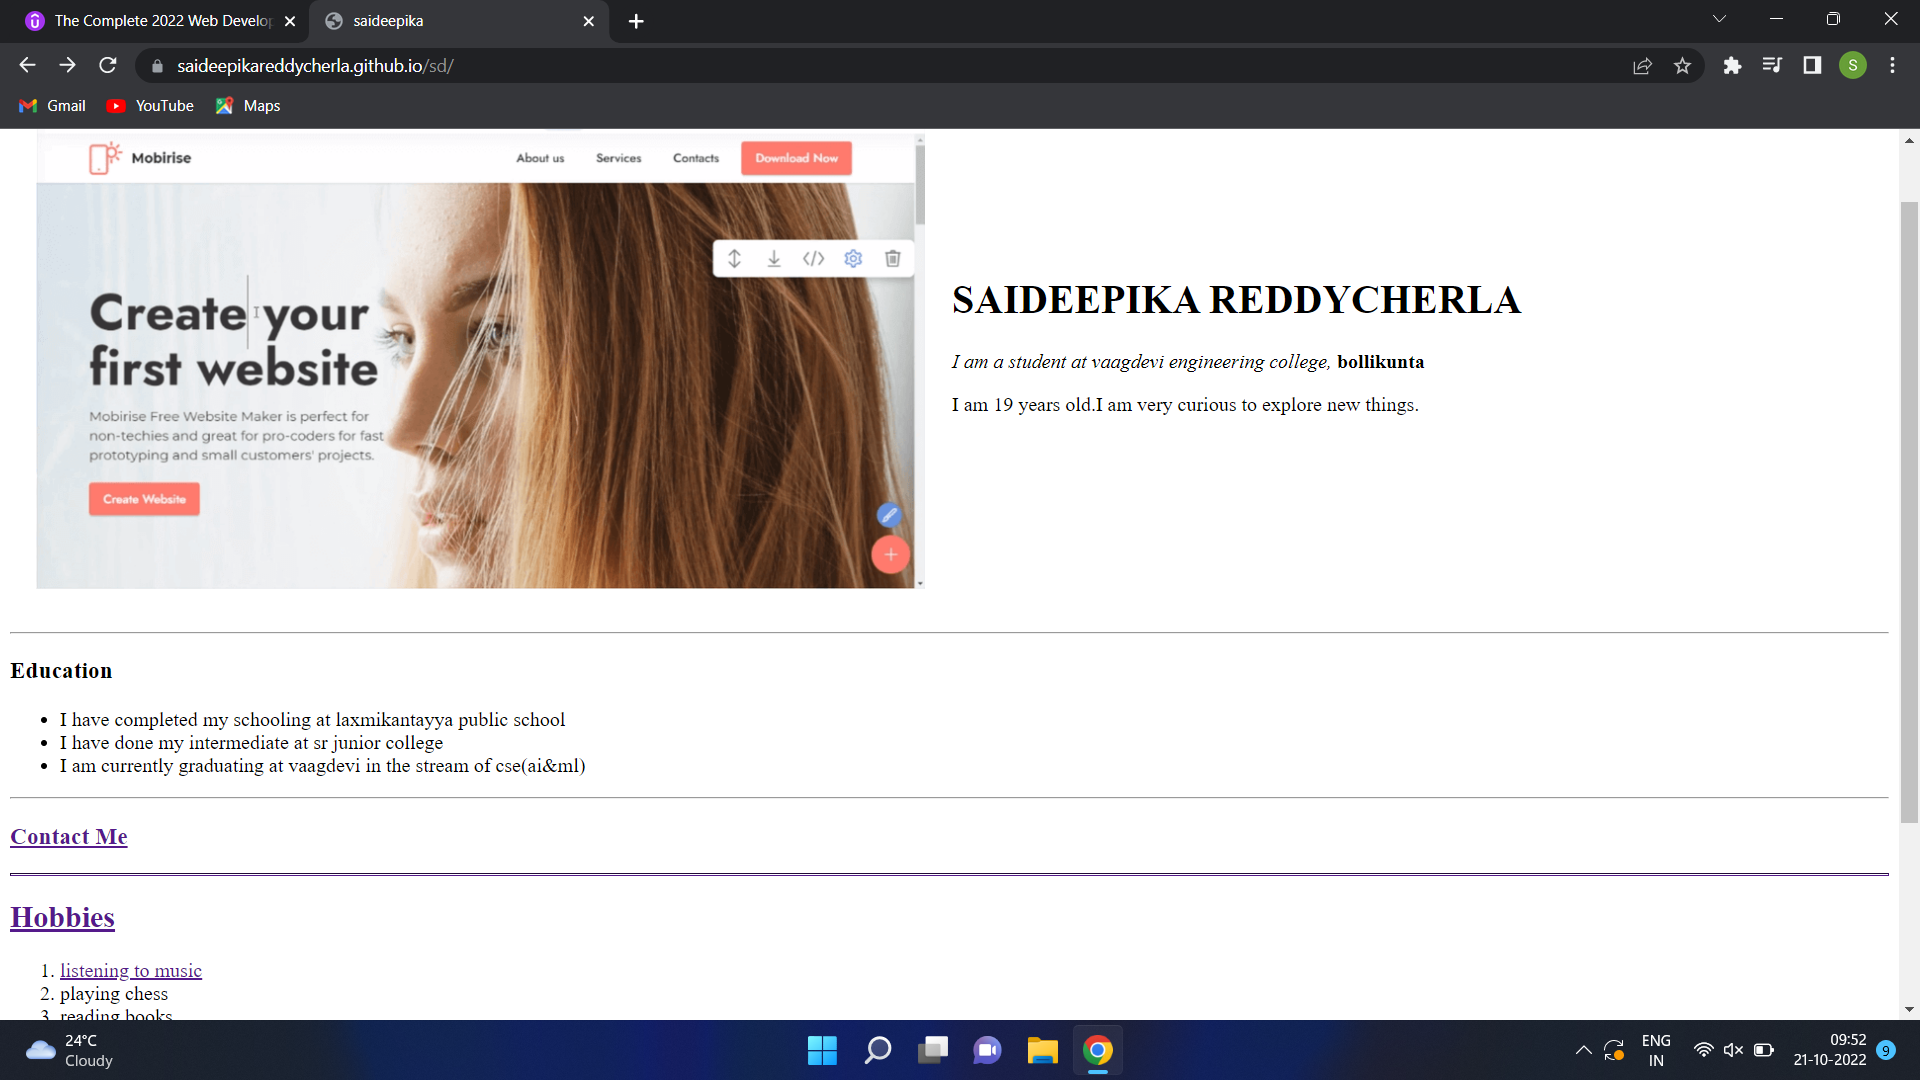 The Complete 2022 Web Develop
saideepika
saideepikareddycherla.github.io/sd/
S
Gmail
YouTube
Maps
Mobirise
About us
Services
Contacts
Download Now
Create your
first website
Mobirise Free Website Maker is perfect for
non-techies and great for pro-coders for fast
prototyping and small customers' projects.
Create Website
SAIDEEPIKA REDDYCHERLA
I am a student at vaagdevi engineering college, bollikunta
I am 19 years old.I am very curious to explore new things.
Education
• I have completed my schooling at laxmikantayya public school
• I have done my intermediate at sr junior college
• I am currently graduating at vaagdevi in the stream of cse(ai&ml)
Contact Me
Hobbies
1. listening to music
2. playing chess
3. reading books
24°C
Cloudy
ENG
IN
09:52
21-10-2022
9